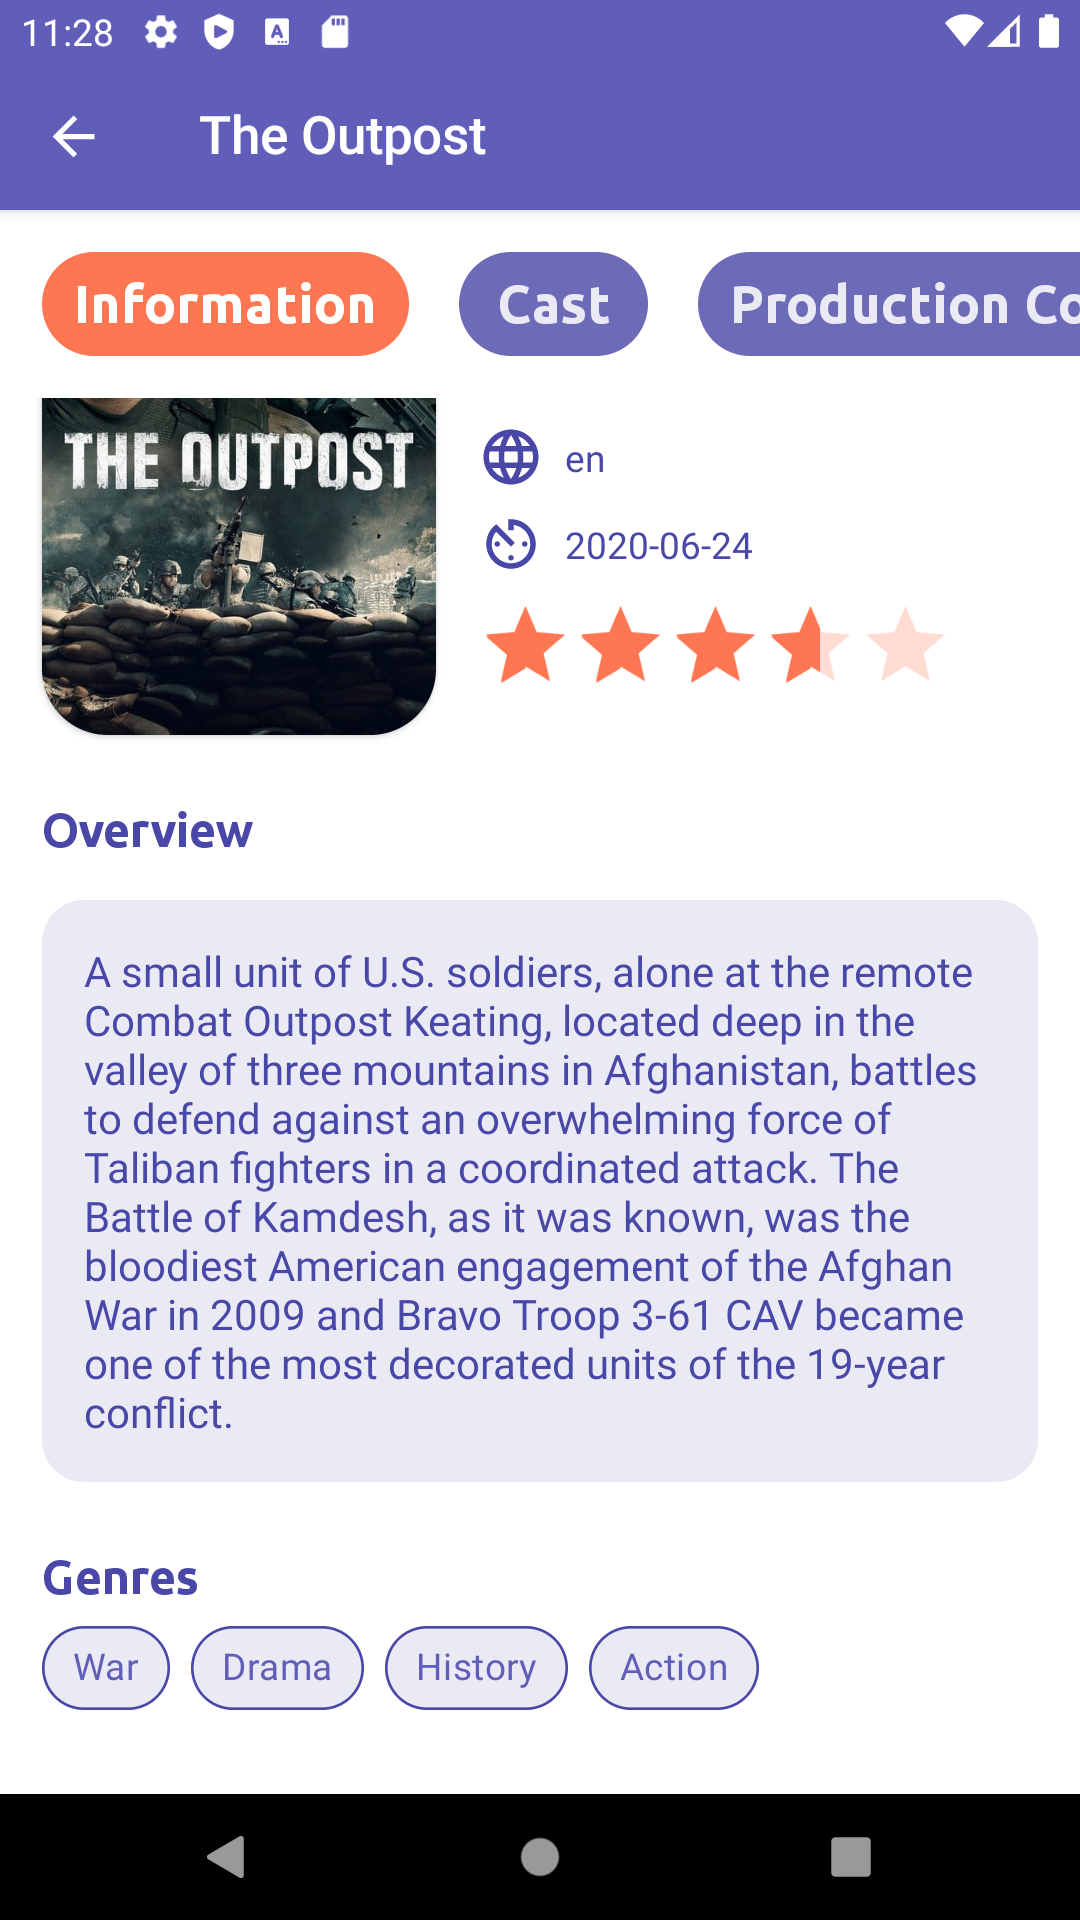 11:28
The Outpost
Information
Cast
Production Co
THE OUTPOST
en
2020-06-24
Overview
A small unit of U.S. soldiers, alone at the remote
Combat Outpost Keating, located deep in the
valley of three mountains in Afghanistan, battles
to defend against an overwhelming force of
Taliban fighters in a coordinated attack. The
Battle of Kamdesh, as it was known, was the
bloodiest American engagement of the Afghan
War in 2009 and Bravo Troop 3-61 CAV became
one of the most decorated units of the 19-year
conflict.
Genres
War
Drama
History
Action